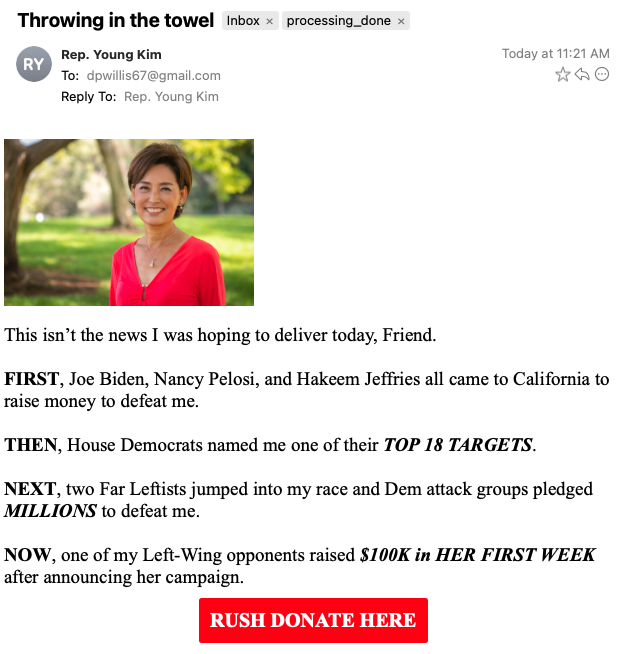 Throwing in the towel Inbox × processing_done ×
RY
Rep. Young Kim
Today at 11:21 AM
To: dpwillis67@gmail.com
Reply To: Rep. Young Kim
This isn’t the news I was hoping to deliver today, Friend.
FIRST, Joe Biden, Nancy Pelosi, and Hakeem Jeffries all came to California to
raise money to defeat me.
THEN, House Democrats named me one of their TOP 18 TARGETS.
NEXT, two Far Leftists jumped into my race and Dem attack groups pledged
MILLIONS to defeat me.
NOW, one of my Left-Wing opponents raised $100K in HER FIRST WEEK
after announcing her campaign.
RUSH DONATE HERE